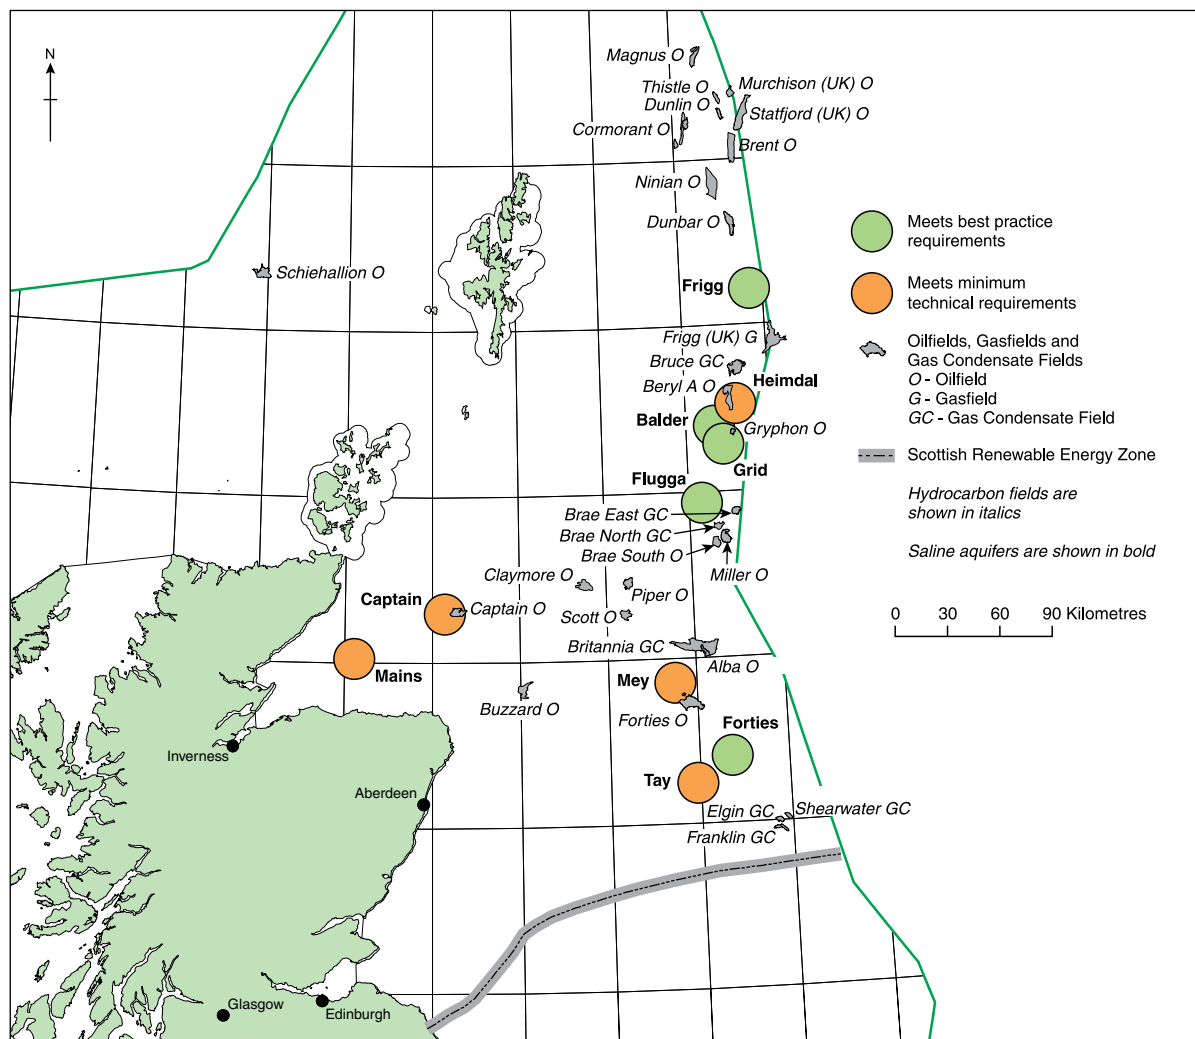 N
Magnus O
Thistle O
Murchison (UK) O
Dunlin O
Statfjord (UK) O
Cormorant O
Brent O
Ninian O
Dunbar O
Schiehallion O
Frigg
Frigg (UK) G
Bruce GC
Heimdal
Beryl A O
Balder
Gryphon O
Grid
Flugga
Brae East GC
Brae North GC
Brae South O
Miller O
Claymore O
Piper O
Captain
Captain O
Scott O
Britannia GC
Alba O
Mains
Mey
Buzzard O
Forties O
Forties
Inverness
Tay
Aberdeen
Elgin GC
Shearwater GC
Franklin GC
Glasgow
Edinburgh
Meets best practice
requirements
Meets minimum
technical requirements
Oilfields, Gasfields and
Gas Condensate Fields
O - Oilfield
G - Gasfield
GC - Gas Condensate Field
Scottish Renewable Energy Zone
Hydrocarbon fields are
shown in italics
Saline aquifers are shown in bold
0 30 60 90 Kilometres